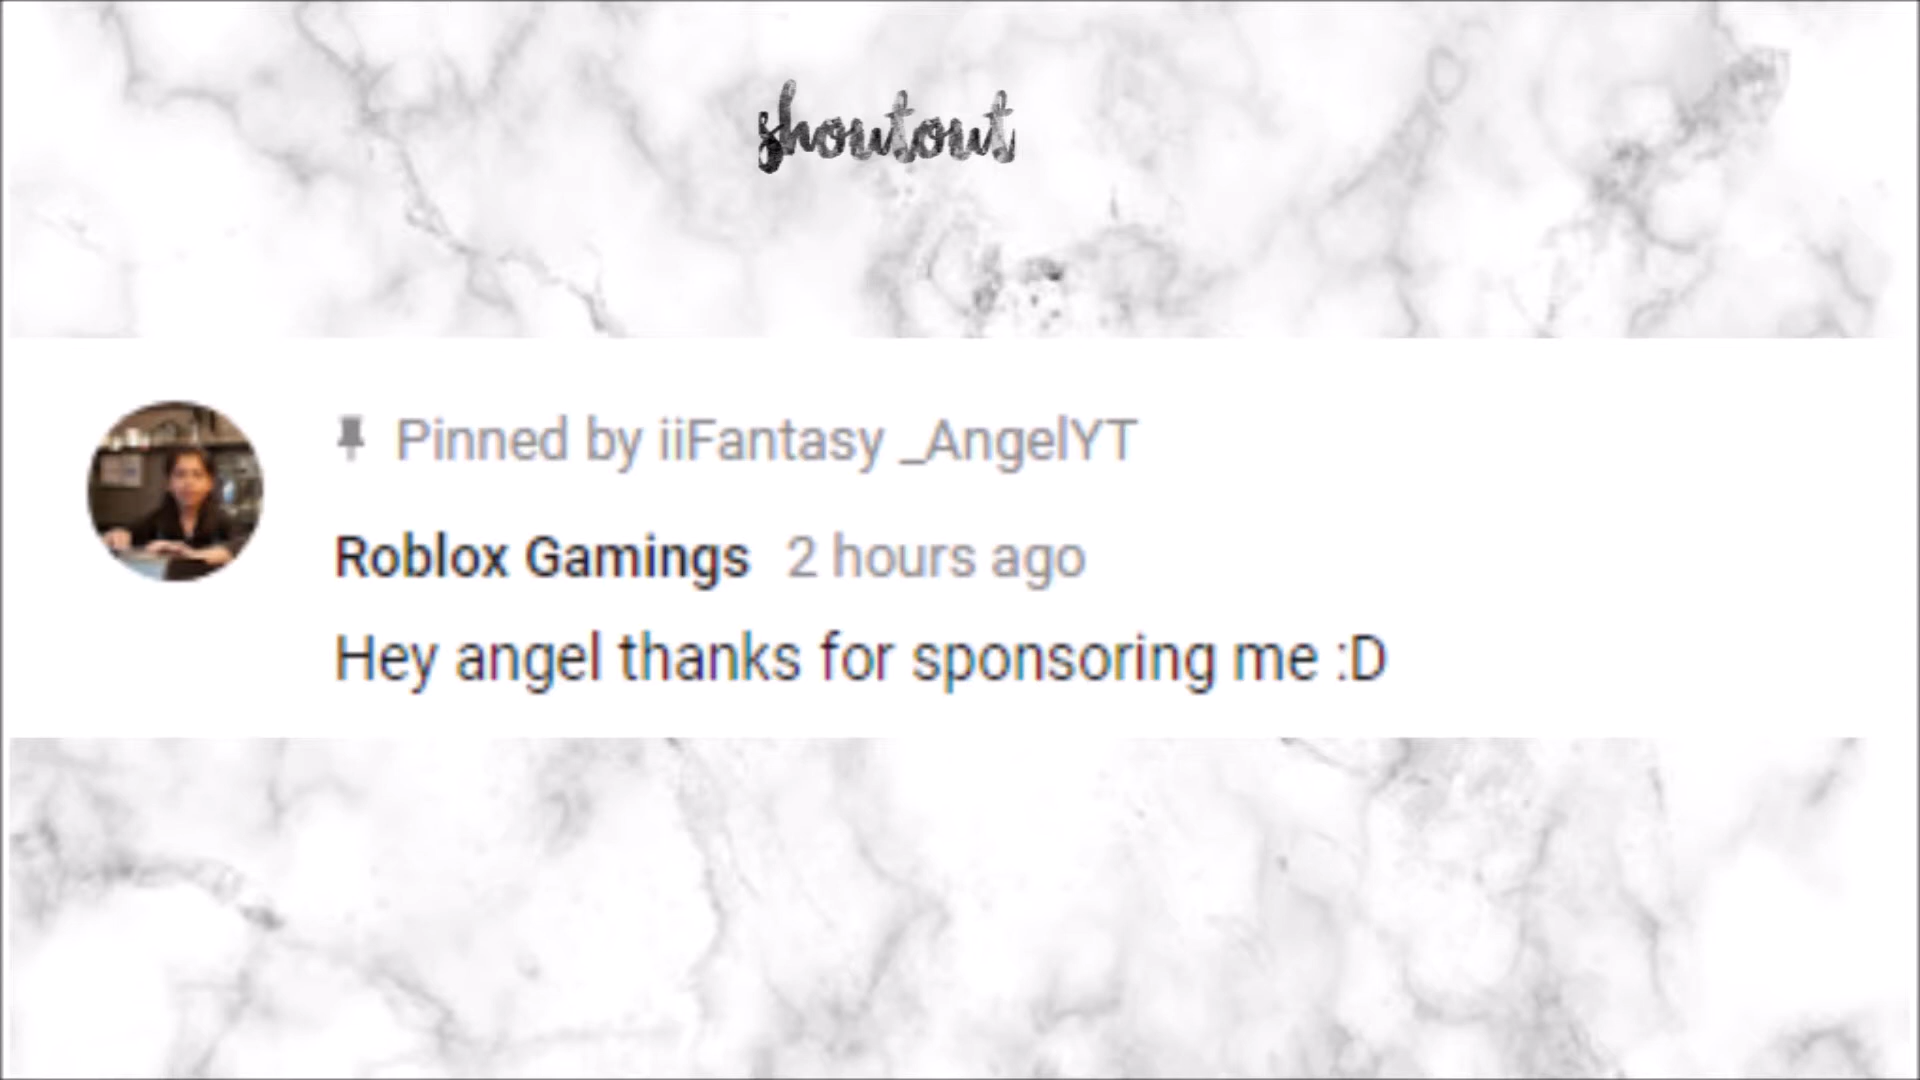 shoutout
Pinned by iiFantasy _AngelYT
Roblox Gamings 2 hours ago
Hey angel thanks for sponsoring me :D